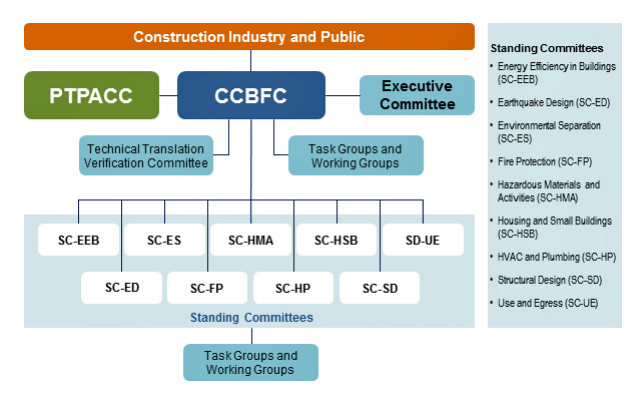 Construction Industry and Public
PTPACC
CCBFC
Executive
Committee
Technical Translation
Verification Committee
Task Groups and
Working Groups
SC-EEB
SC-ES
SC-HMA
SC-HSB
SD-UE
SC-ED
SC-FP
SC-HP
SC-SD
Standing Committees
Task Groups and
Working Groups
Standing Committees
• Energy Efficiency in Buildings
(SC-EEB)
• Earthquake Design (SC-ED)
• Environmental Separation
(SC-ES)
• Fire Protection (SC-FP)
• Hazardous Materials and
Activities (SC-HMA)
• Housing and Small Buildings
(SC-HSB)
• HVAC and Plumbing (SC-HP)
• Structural Design (SC-SD)
• Use and Egress (SC-UE)